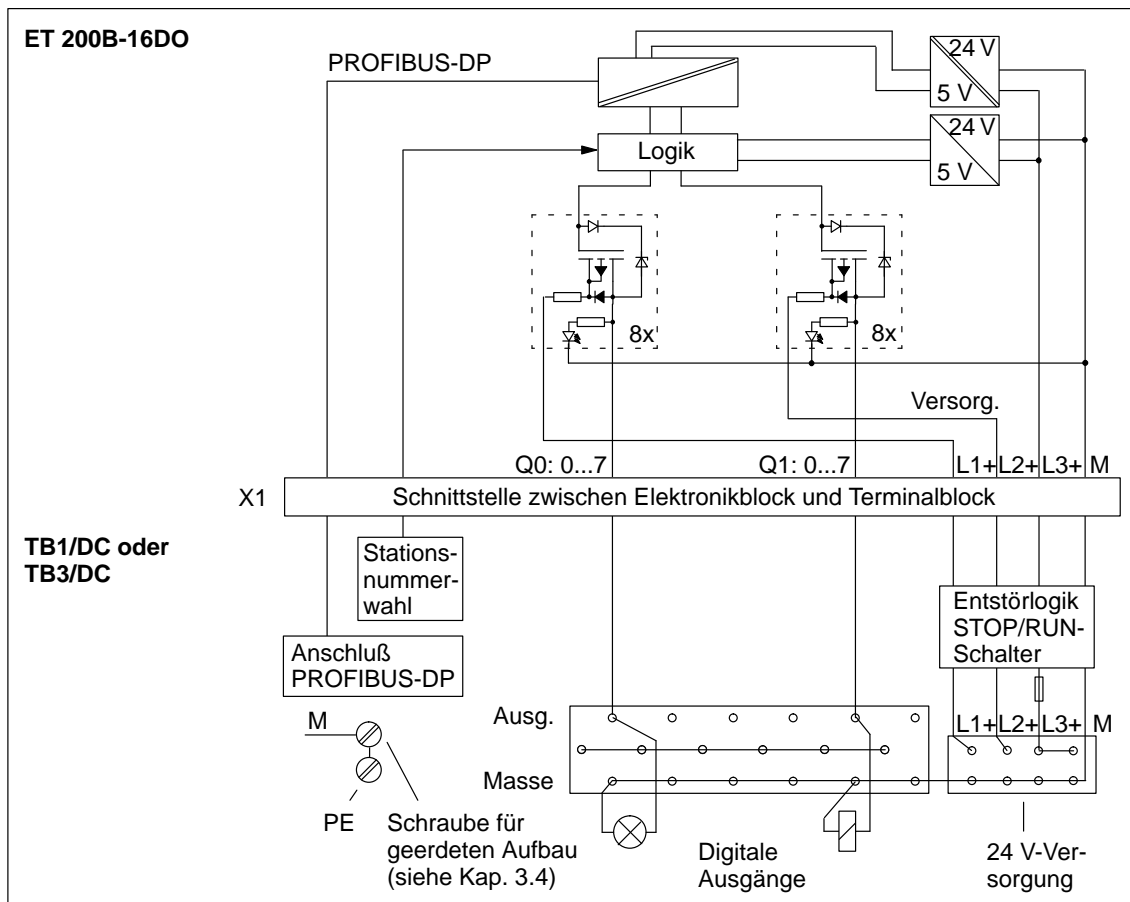 ET 200B-16DO
PROFIBUS-DP
24 V
5 V
24 V
5 V
Logik
8x
8x
Versorg.
Q0: 0...7
Q1: 0...7
L1+ L2+ L3+ M
X1
Schnittstelle zwischen Elektronikblock und Terminalblock
TB1/DC oder
TB3/DC
Stations-
nummer-
wahl
Entstörlogik
STOP/RUN-
Schalter
Anschluß
PROFIBUS-DP
M
Ausg.
L1+ L2+ L3+ M
Masse
PE
Schraube für
geerdeten Aufbau
(siehe Kap. 3.4)
Digitale
Ausgänge
24 V-Ver-
sorgung